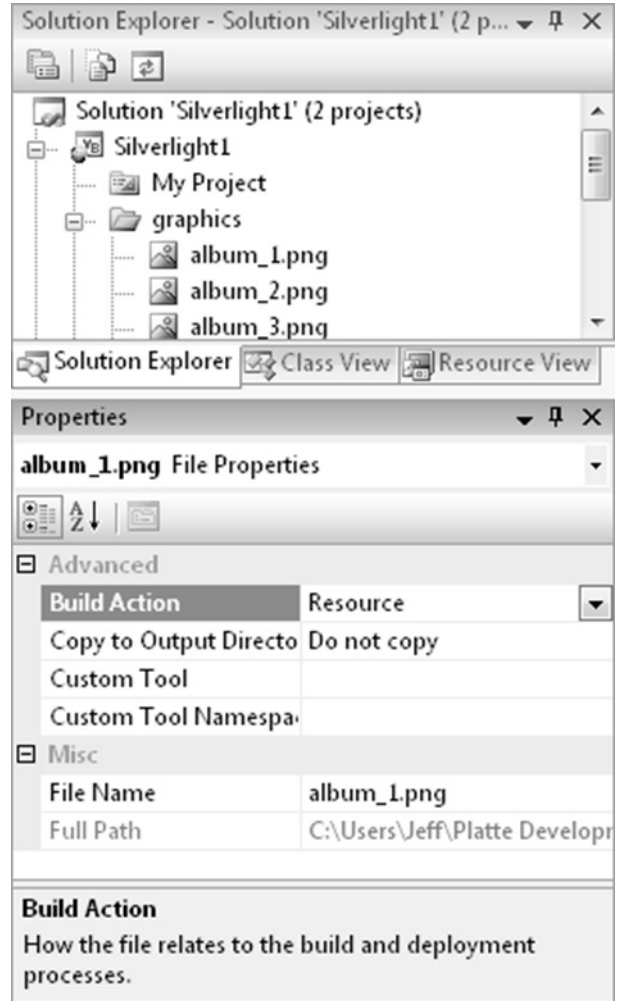 Solution Explorer - Solution 'Silverlight1' (2 p...
Solution 'Silverlight1' (2 projects)
VB Silverlight1
My Project
graphics
album_1.png
album_2.png
album_3.png
Solution Explorer Class View Resource View
Properties
album_1.png File Properties
A Z
Advanced
Build Action Resource
Copy to Output Directo Do not copy
Custom Tool
Custom Tool Namespa
Misc
File Name album_1.png
Full Path C:\Users\Jeff\Platte Developr
Build Action
How the file relates to the build and deployment
processes.